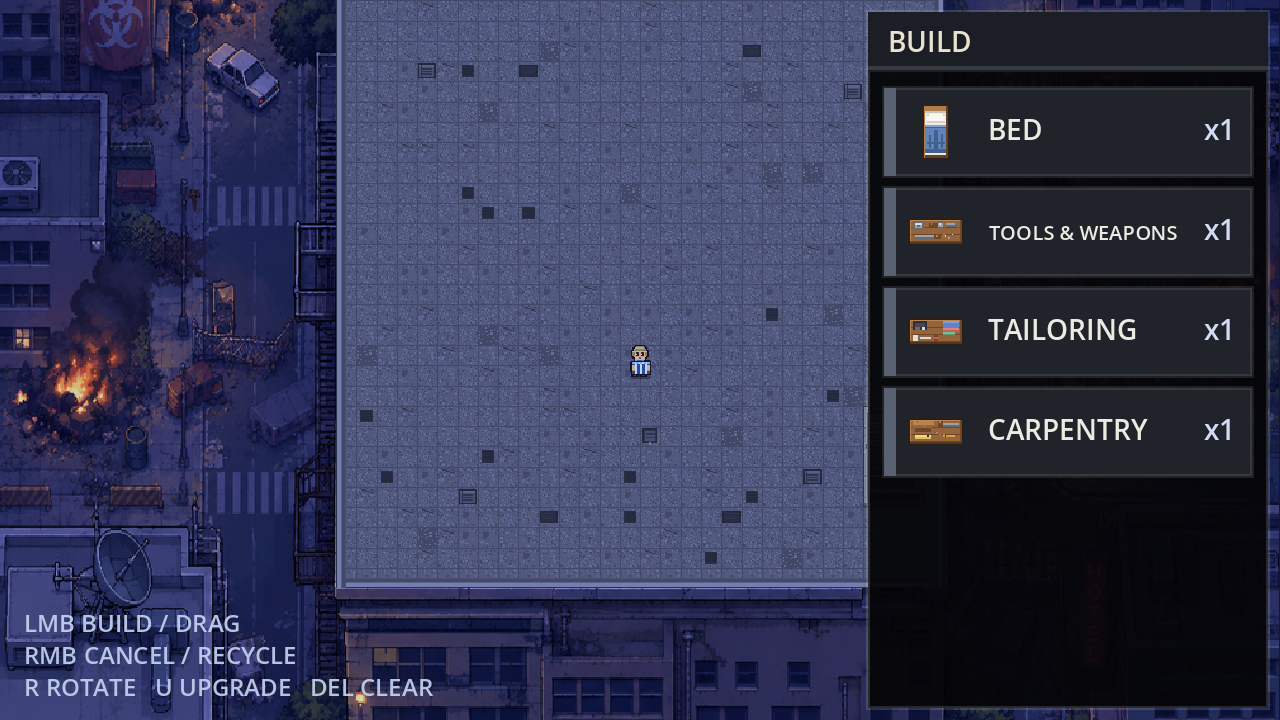 BUILD
BED x1
TOOLS & WEAPONS x1
TAILORING x1
CARPENTRY x1
LMB BUILD / DRAG
RMB CANCEL / RECYCLE
R ROTATE U UPGRADE DEL CLEAR